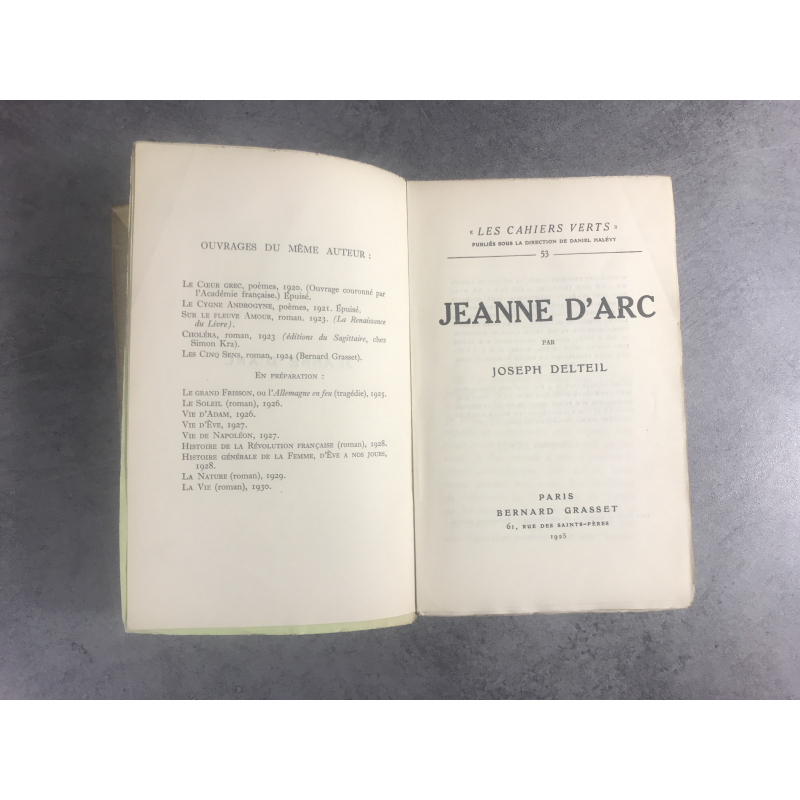 OUVRAGES DU MÊME AUTEUR :
LE CŒUR GREC, poèmes, 1920. (Ouvrage couronné par
l'Académie française.) Épuisé.
LE CYGNE ANDROGYNE, poèmes, 1921. Épuisé.
SUR LE FLEUVE AMOUR, roman. 1923. (La Renaissance
du Livre).
CHOLÉRA, roman, 1923 (éditions du Sagittaire, chez
Simon Kra).
LES CINQ SENS, roman, 1924 (Bernard Grasset).
EN PRÉPARATION :
LE GRAND FRISSON, ou l'Allemagne en feu (tragédie), 1925.
LE SOLEIL (roman), 1926.
VIE D'ADAM, 1926.
VIE D'ÈVE, 1927.
VIE DE NAPOLÉON, 1927.
HISTOIRE DE LA RÉVOLUTION FRANÇAISE (roman), 1928.
HISTOIRE GÉNÉRALE DE LA FEMME, D'ÈVE A NOS JOURS,
1928.
LA NATURE (roman), 1929.
LA VIE (roman), 1930.
« LES CAHIERS VERTS »
PUBLIÉS SOUS LA DIRECTION DE DANIEL HALÉVY
53
JEANNE D'ARC
PAR
JOSEPH DELTEIL
PARIS
BERNARD GRASSET
61, RUE DES SAINTS-PÈRES
1925